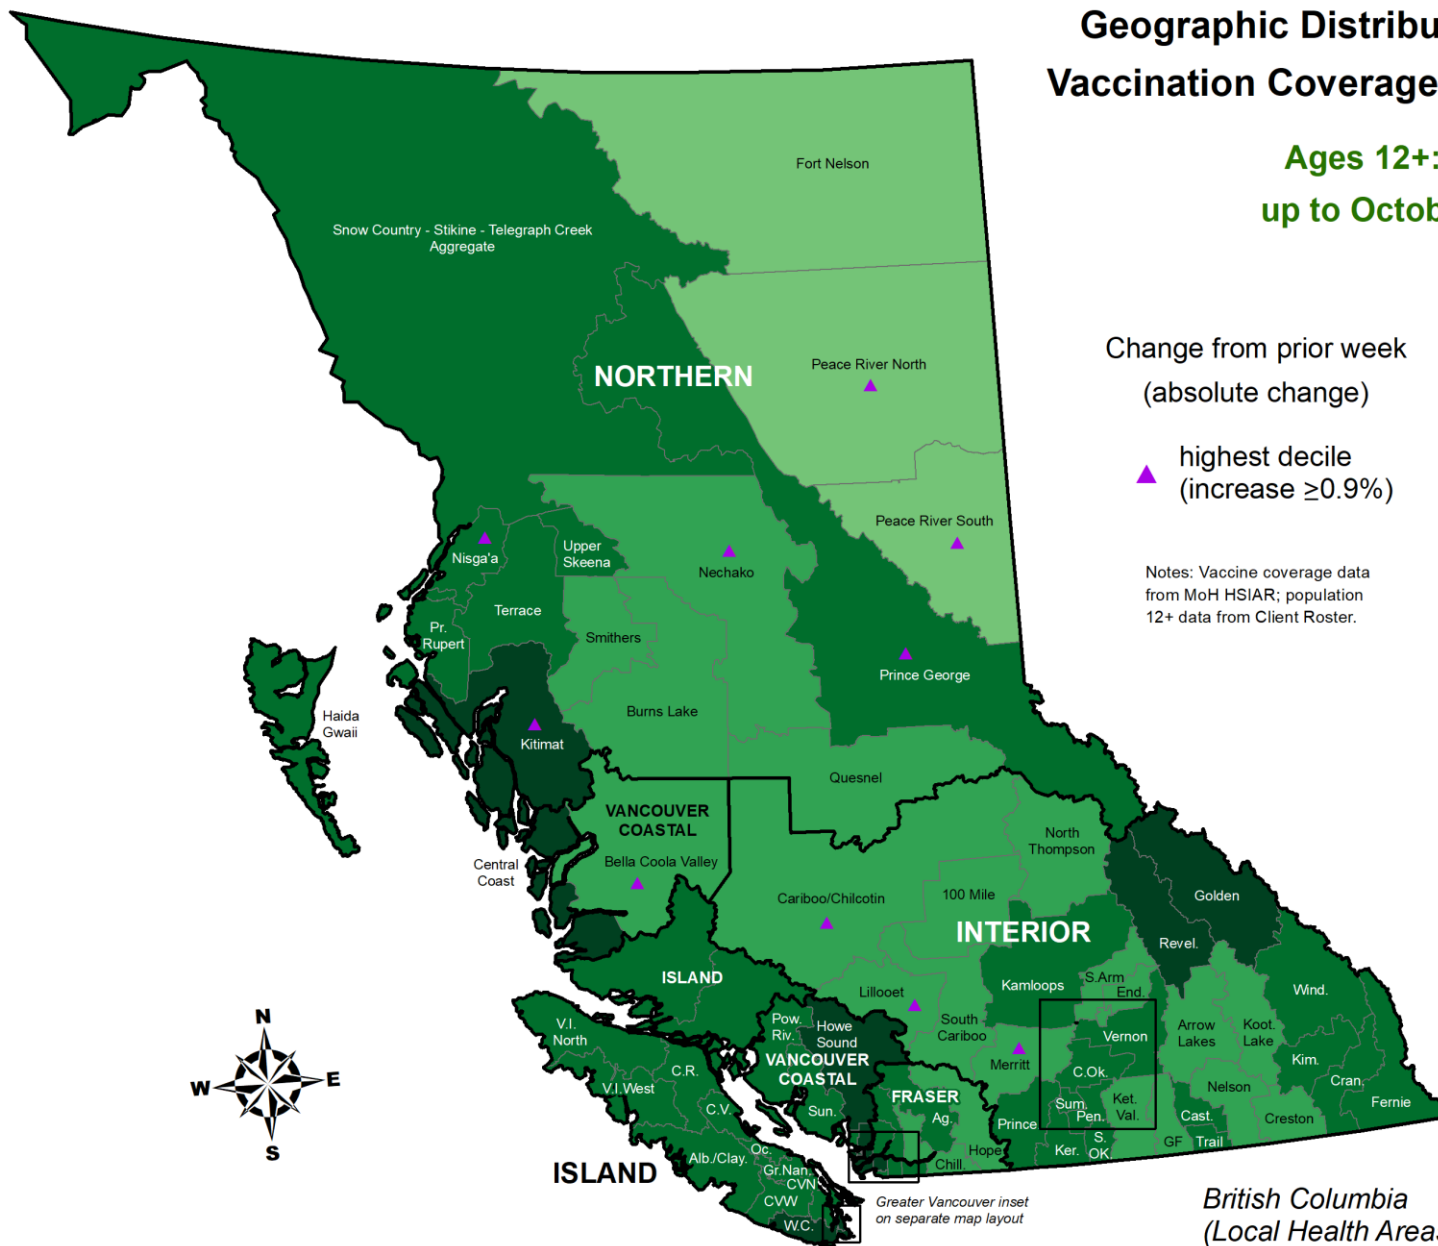 Geographic Distribu
Vaccination Coverage
Ages 12+:
up to Octob
Fort Nelson
Snow Country - Stikine - Telegraph Creek
Aggregate
Change from prior week
(absolute change)
highest decile
(increase ≥0.9%)
Notes: Vaccine coverage data
from MoH HSIAR; population
12+ data from Client Roster.
NORTHERN
Peace River North
Peace River South
Nisga'a
Upper
Skeena
Nechako
Terrace
Pr.
Rupert
Smithers
Prince George
Burns Lake
Haida
Gwaii
Kitimat
Quesnel
VANCOUVER
COASTAL
Bella Coola Valley
Central
Coast
North
Thompson
Cariboo/Chilcotin
100 Mile
Golden
INTERIOR
Revel.
ISLAND
Kamloops
S.Arm
End.
Lillooet
Wind.
Pow.
Riv.
Howe
Sound
South
Cariboo
Vernon
Arrow
Lakes
Koot.
Lake
V.I.
North
VANCOUVER
COASTAL
Merritt
C.Ok.
Kim.
C.R.
V.I.West
Nelson
Cran.
FRASER
Ket.
Val.
Fernie
C.V.
Sun.
Ag.
Prince
Sum.
Pen.
Cast.
Creston
Hope
Ker.
S.
OK.
GF
Trail
Chill.
Oc.
Alb./Clay.
Gr.Nan.
CVN
CVW
W.C.
ISLAND
N
W
E
S
Greater Vancouver inset
on separate map layout
British Columbia
(Local Health Areas